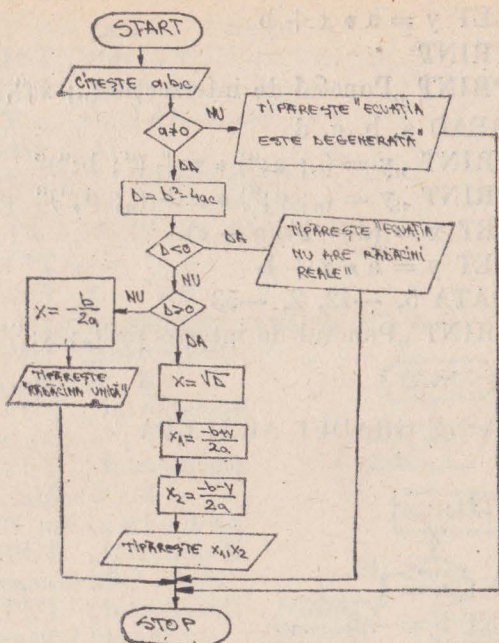 START
CITEȘTE a,b,c
a≠0
NU
TIPĂREȘTE "ECUAȚIA
ESTE DEGENERATĂ"
DA
Δ=b²-4ac
Δ<0
DA
TIPĂREȘTE "ECUAȚIA
NU ARE RĂDĂCINI
REALE"
NU
Δ>0
NU
X = -b/2a
TIPĂREȘTE
"RĂDĂCINA UNICĂ"
DA
X=√Δ
X₁=-b+y/2a
X₂=-b-y/2a
TIPĂREȘTE X₁,X₂
STOP